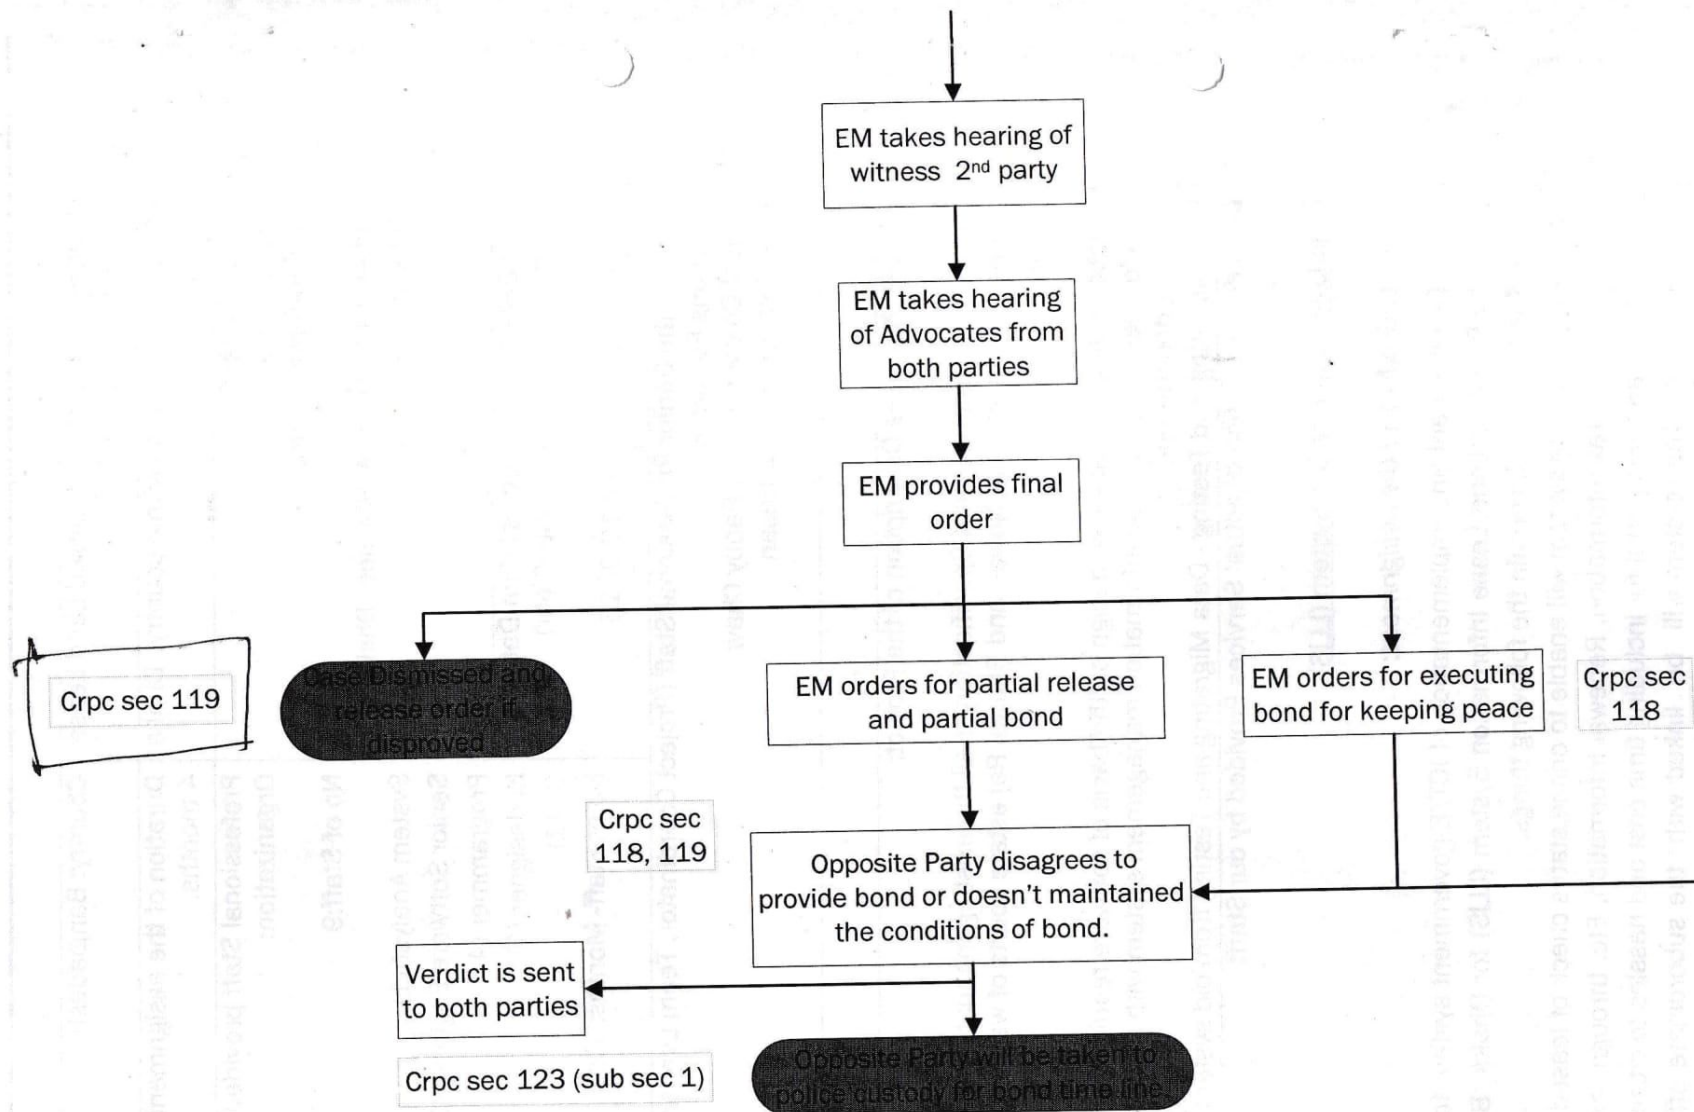 EM takes hearing of
witness 2nd party
EM takes hearing
of Advocates from
both parties
EM provides final
order
Crpc sec 119
Case Dismissed and
release order if
disproved
EM orders for partial release
and partial bond
EM orders for executing
bond for keeping peace
Crpc sec
118
Crpc sec
118, 119
Opposite Party disagrees to
provide bond or doesn't maintained
the conditions of bond.
Verdict is sent
to both parties
Crpc sec 123 (sub sec 1)
Opposite Party will be taken to
police custody for bond time line